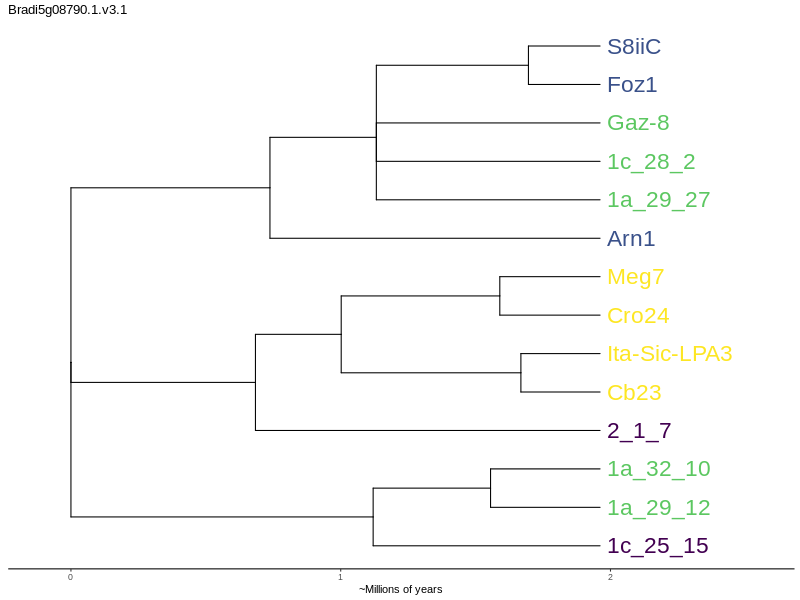 Bradi5g08790.1.v3.1
S8iiC
Foz1
Gaz-8
1c_28_2
1a_29_27
Arn1
Meg7
Cro24
Ita-Sic-LPA3
Cb23
2_1_7
1a_32_10
1a_29_12
1c_25_15
0 1 2
~Millions of years